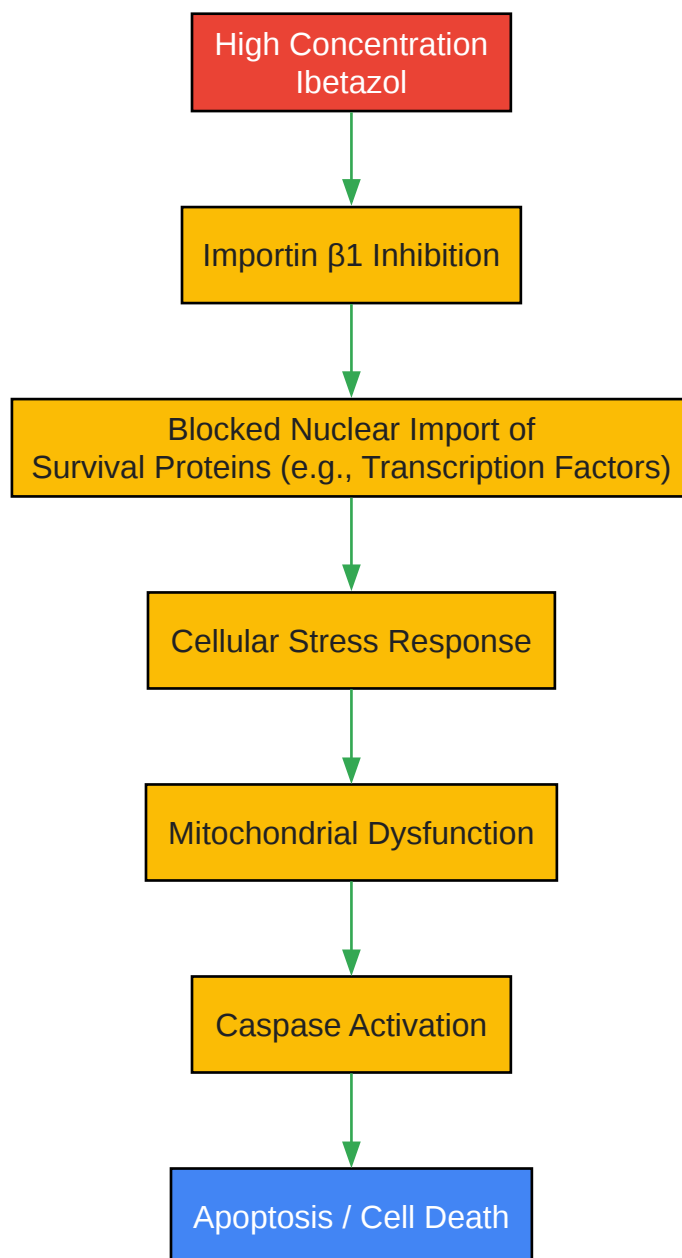 High Concentration
Ibetazol
Importin β1 Inhibition
Blocked Nuclear Import of
Survival Proteins (e.g., Transcription Factors)
Cellular Stress Response
Mitochondrial Dysfunction
Caspase Activation
Apoptosis / Cell Death